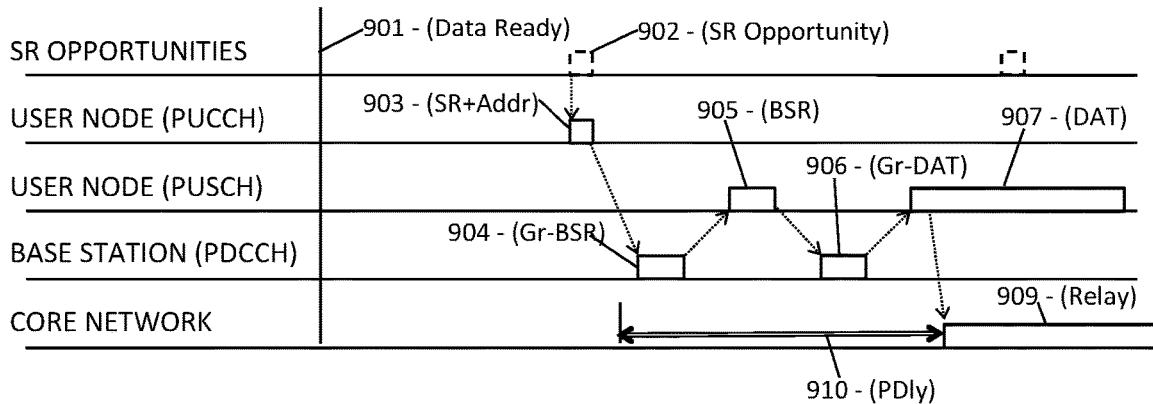 901 - (Data Ready)
902 - (SR Opportunity)
SR OPPORTUNITIES
903 - (SR+Addr)
USER NODE (PUCCH)
905 - (BSR)
907 - (DAT)
906 - (Gr-DAT)
USER NODE (PUSCH)
904 - (Gr-BSR)
BASE STATION (PDCCH)
909 - (Relay)
CORE NETWORK
910 - (PDly)